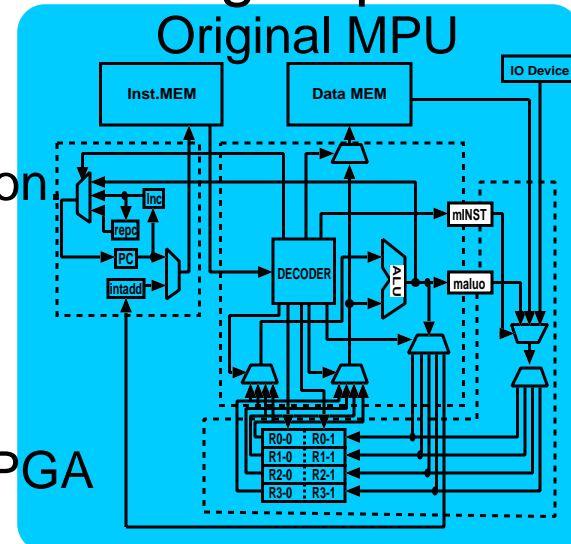 Original MPU
IO Device
Inst.MEM
Data MEM
on.
Inc
repc
mINST
PC
DECODER
ALU
intadd
maluo
R0-0 R0-1
R1-0 R1-1
PGA
R2-0 R2-1
R3-0 R3-1